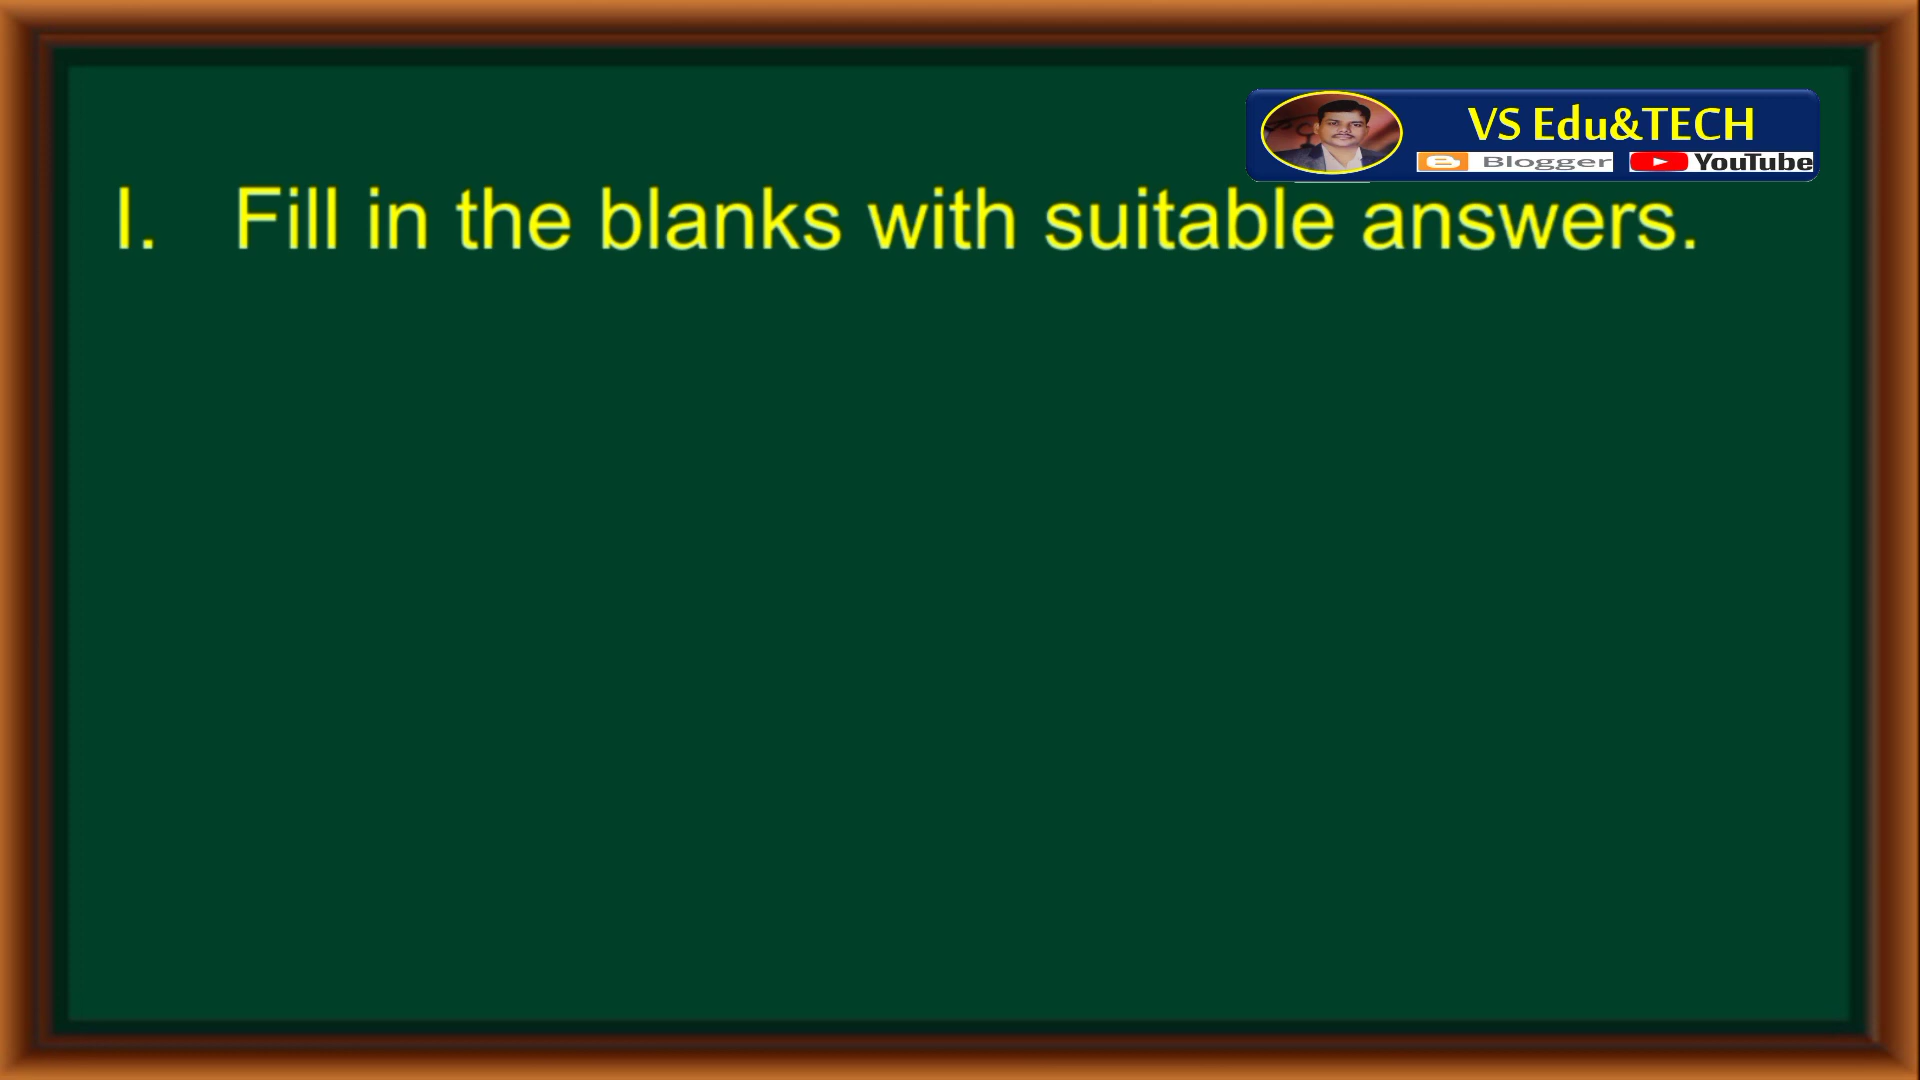 VS Edu&TECH
Blogger YouTube
I. Fill in the blanks with suitable answers.